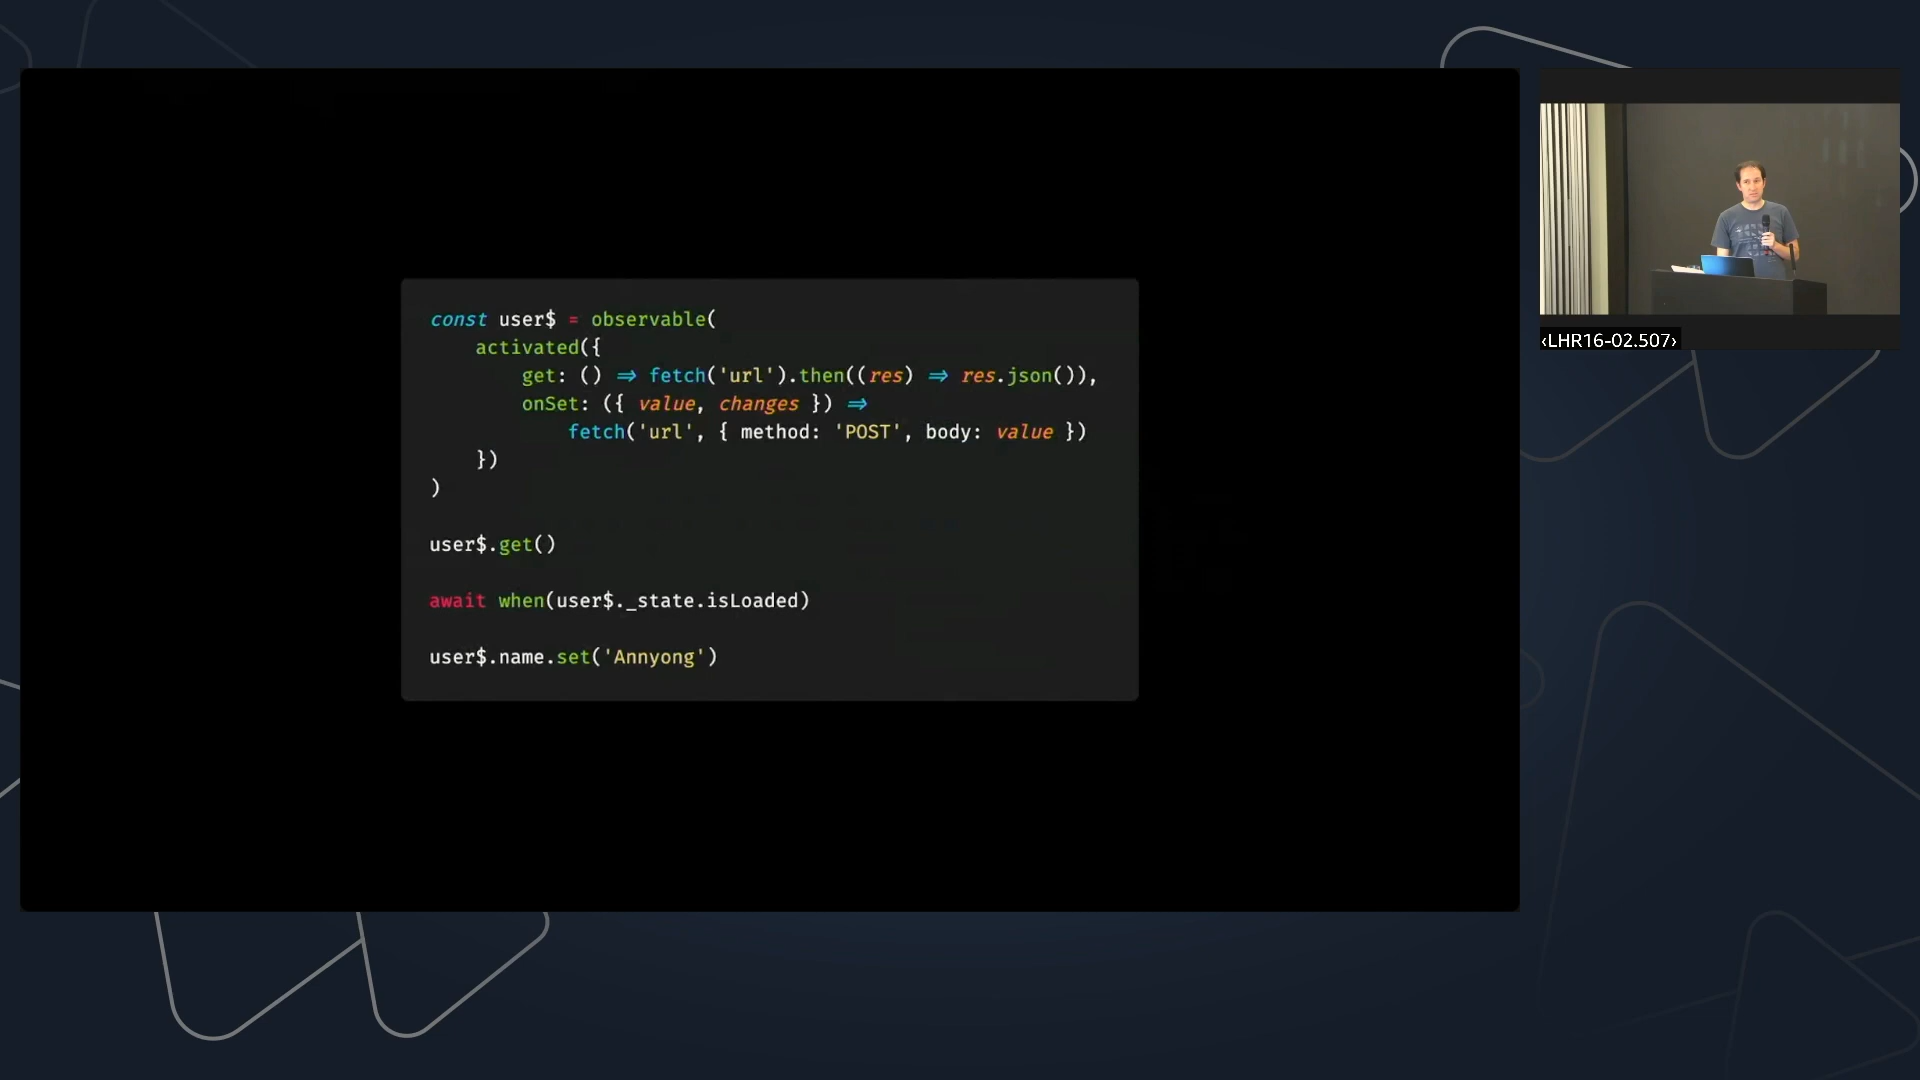 const user$ = observable(
    activated({
        get: () => fetch('url').then((res) => res.json()),
        onSet: ({ value, changes }) =>
            fetch('url', { method: 'POST', body: value })
    })
)
user$.get()
await when(user$._state.isLoaded)
user$.name.set('Annyong')
‹LHR16-02.507›